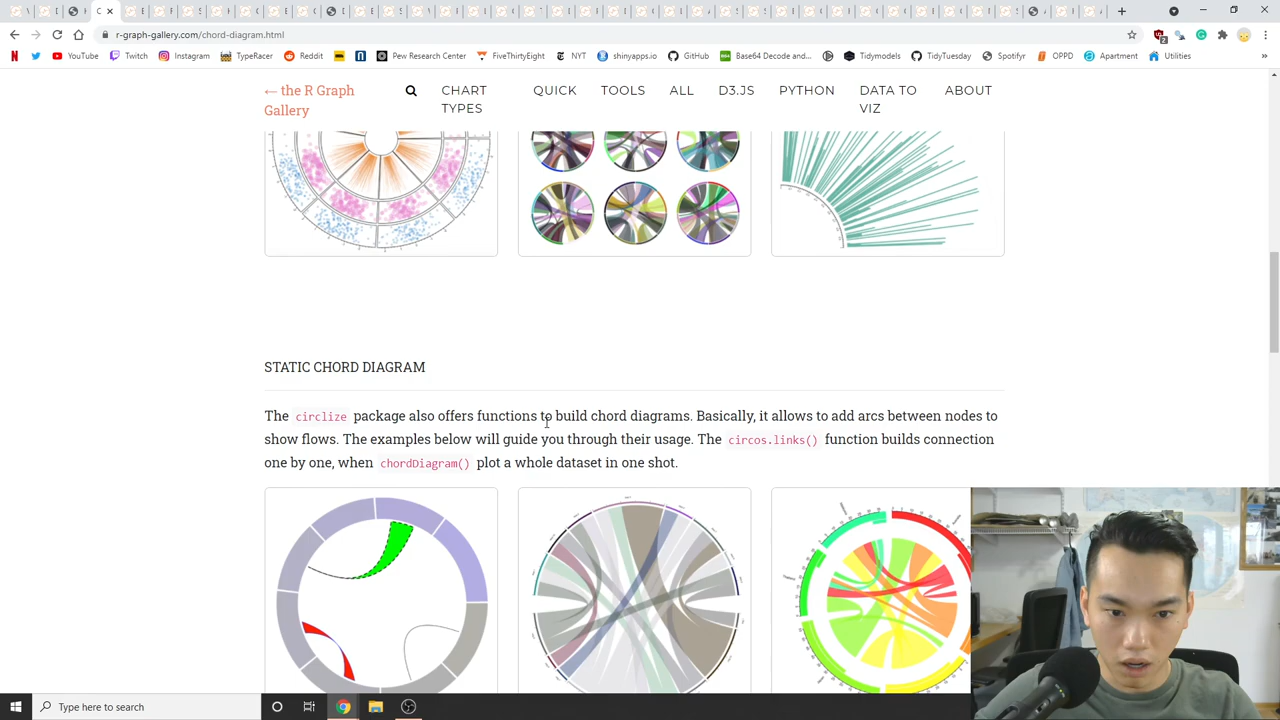 r-graph-gallery.com/chord-diagram.html
YouTube Twitch Instagram TypeRacer Reddit Pew Research Center FiveThirtyEight NYT shinyapps.io GitHub Base64 Decode and... Tidymodels TidyTuesday Spotifyr OPPD Apartment Utilities »
← the R Graph Gallery
CHART TYPES
QUICK
TOOLS
ALL
D3.JS
PYTHON
DATA TO VIZ
ABOUT
STATIC CHORD DIAGRAM
The circlize package also offers functions to build chord diagrams. Basically, it allows to add arcs between nodes to
show flows. The examples below will guide you through their usage. The circos.links() function builds connection
one by one, when chordDiagram() plot a whole dataset in one shot.
Type here to search